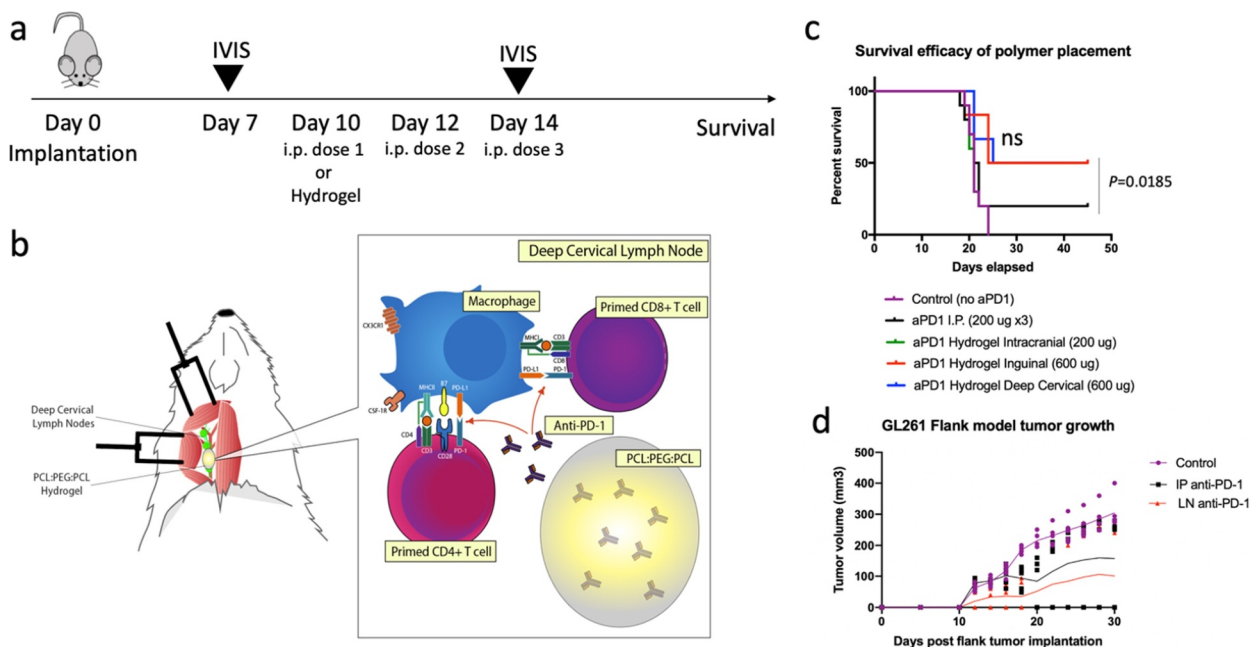 a
IVIS
IVIS
Day 0
Implantation
Day 7
Day 10
i.p. dose 1
or
Hydrogel
Day 12
i.p. dose 2
Day 14
i.p. dose 3
Survival
b
Deep Cervical
Lymph Nodes
PCL:PEG:PCL
Hydrogel
Deep Cervical Lymph Node
Macrophage
Primed CD8+ T cell
CX3CR1
MHCI
CD3
CD8
PD-L1
PD-1
CSF-1R
MHCII
B7
PD-L1
CD4
CD3
CD28
PD-1
Anti-PD-1
PCL:PEG:PCL
Primed CD4+ T cell
c
Survival efficacy of polymer placement
Percent survival
100
50
0
0 10 20 30 40 50
Days elapsed
ns
P=0.0185
Control (no aPD1)
aPD1 I.P. (200 ug x3)
aPD1 Hydrogel Intracranial (200 ug)
aPD1 Hydrogel Inguinal (600 ug)
aPD1 Hydrogel Deep Cervical (600 ug)
d
GL261 Flank model tumor growth
Tumor volume (mm3)
500
400
300
200
100
0
0 10 20 30
Days post flank tumor implantation
Control
IP anti-PD-1
LN anti-PD-1